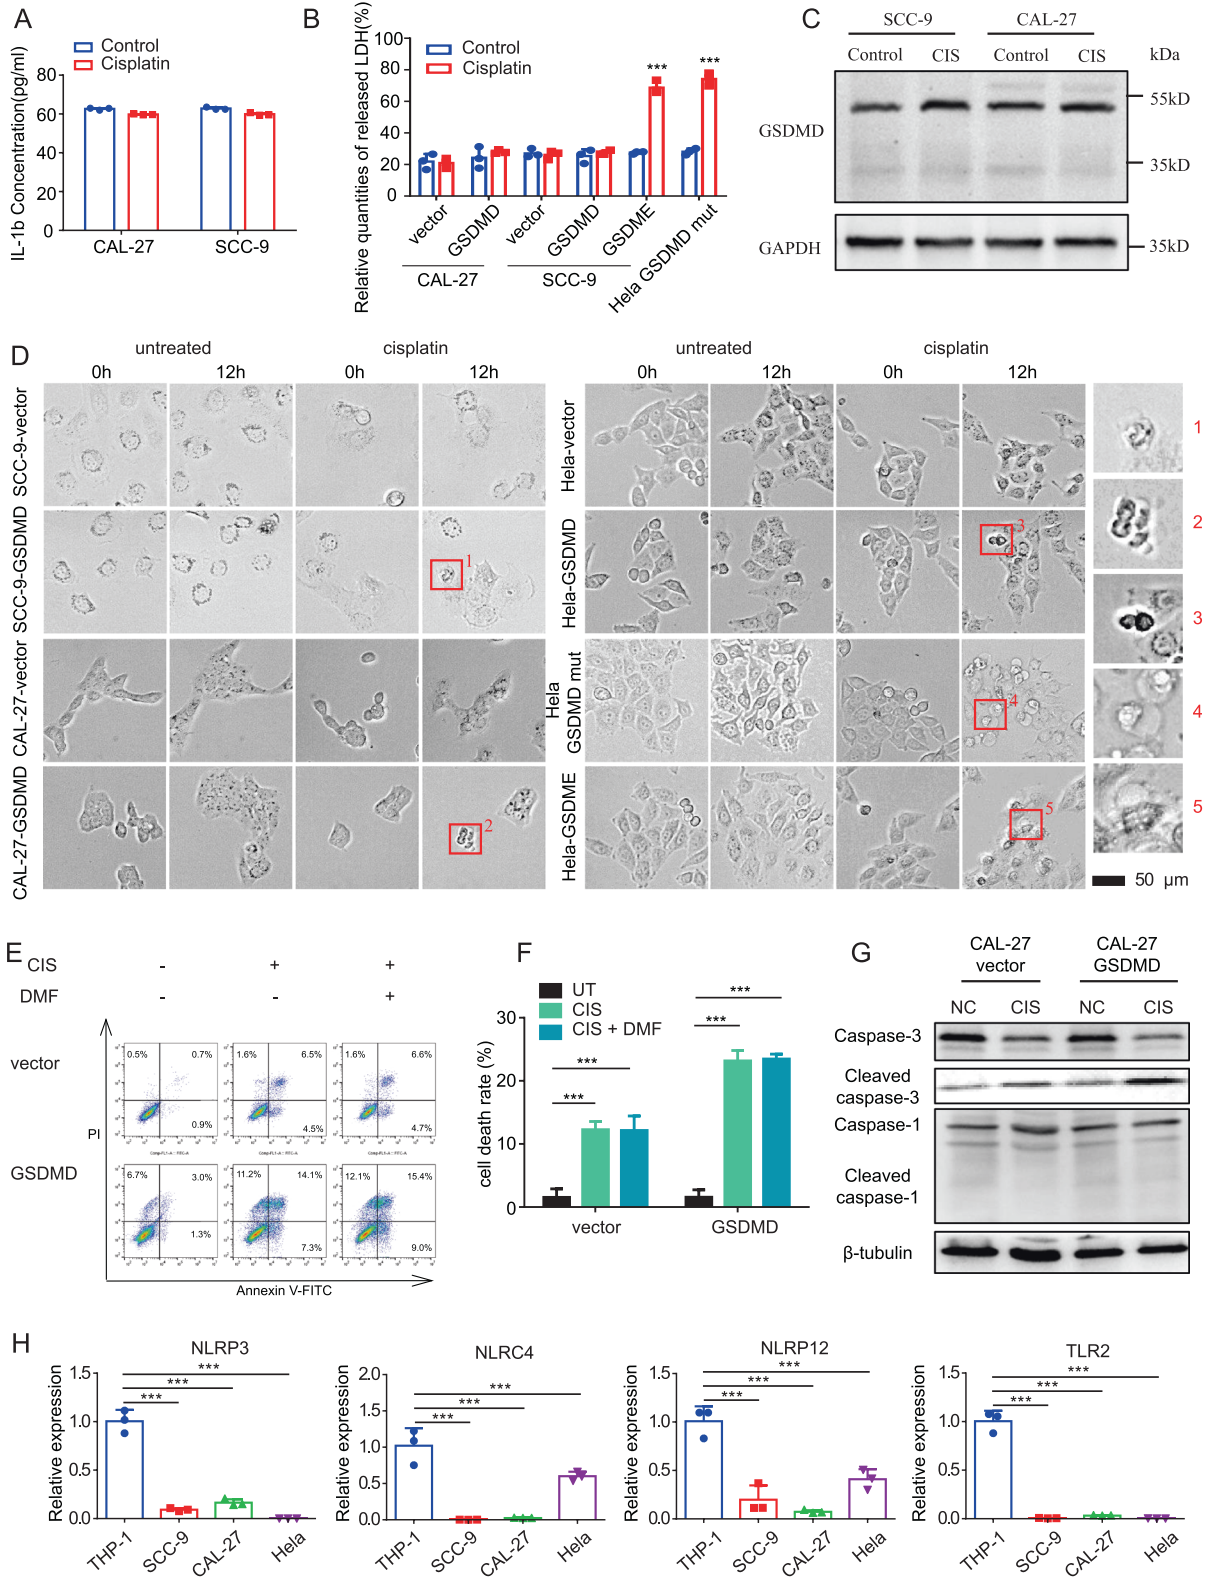 A
Control
Cisplatin
IL-1b Concentration(pg/ml)
80
60
40
20
0
CAL-27
SCC-9
B
Control
Cisplatin
Relative quantities of released LDH(%)
100
80
60
40
20
0
***
***
vector
GSDMD
vector
GSDMD
GSDME
Hela GSDMD mut
CAL-27
SCC-9
C
SCC-9
CAL-27
Control
CIS
Control
CIS
kDa
GSDMD
55kD
35kD
GAPDH
35kD
D
untreated
cisplatin
0h
12h
0h
12h
SCC-9-vector
SCC-9-GSDMD
CAL-27-vector
CAL-27-GSDMD
1
2
untreated
cisplatin
0h
12h
0h
12h
Hela-vector
Hela-GSDMD
Hela
GSDMD mut
Hela-GSDME
3
4
5
1
2
3
4
5
50 μm
E
CIS
-
+
+
DMF
-
-
+
vector
0.5%
0.7%
0.9%
1.6%
6.5%
4.5%
1.6%
6.6%
4.7%
PI
GSDMD
6.7%
3.0%
1.3%
11.2%
14.1%
7.3%
12.1%
15.4%
9.0%
Annexin V-FITC
F
UT
CIS
CIS + DMF
cell death rate (%)
30
20
10
0
***
***
***
***
vector
GSDMD
G
CAL-27
vector
CAL-27
GSDMD
NC
CIS
NC
CIS
Caspase-3
Cleaved
caspase-3
Caspase-1
Cleaved
caspase-1
β-tubulin
H
NLRP3
Relative expression
1.5
1.0
0.5
0.0
***
***
***
THP-1
SCC-9
CAL-27
Hela
NLRC4
Relative expression
2.0
1.5
1.0
0.5
0.0
***
***
***
THP-1
SCC-9
CAL-27
Hela
NLRP12
Relative expression
1.5
1.0
0.5
0.0
***
***
***
THP-1
SCC-9
CAL-27
Hela
TLR2
Relative expression
1.5
1.0
0.5
0.0
***
***
***
THP-1
SCC-9
CAL-27
Hela